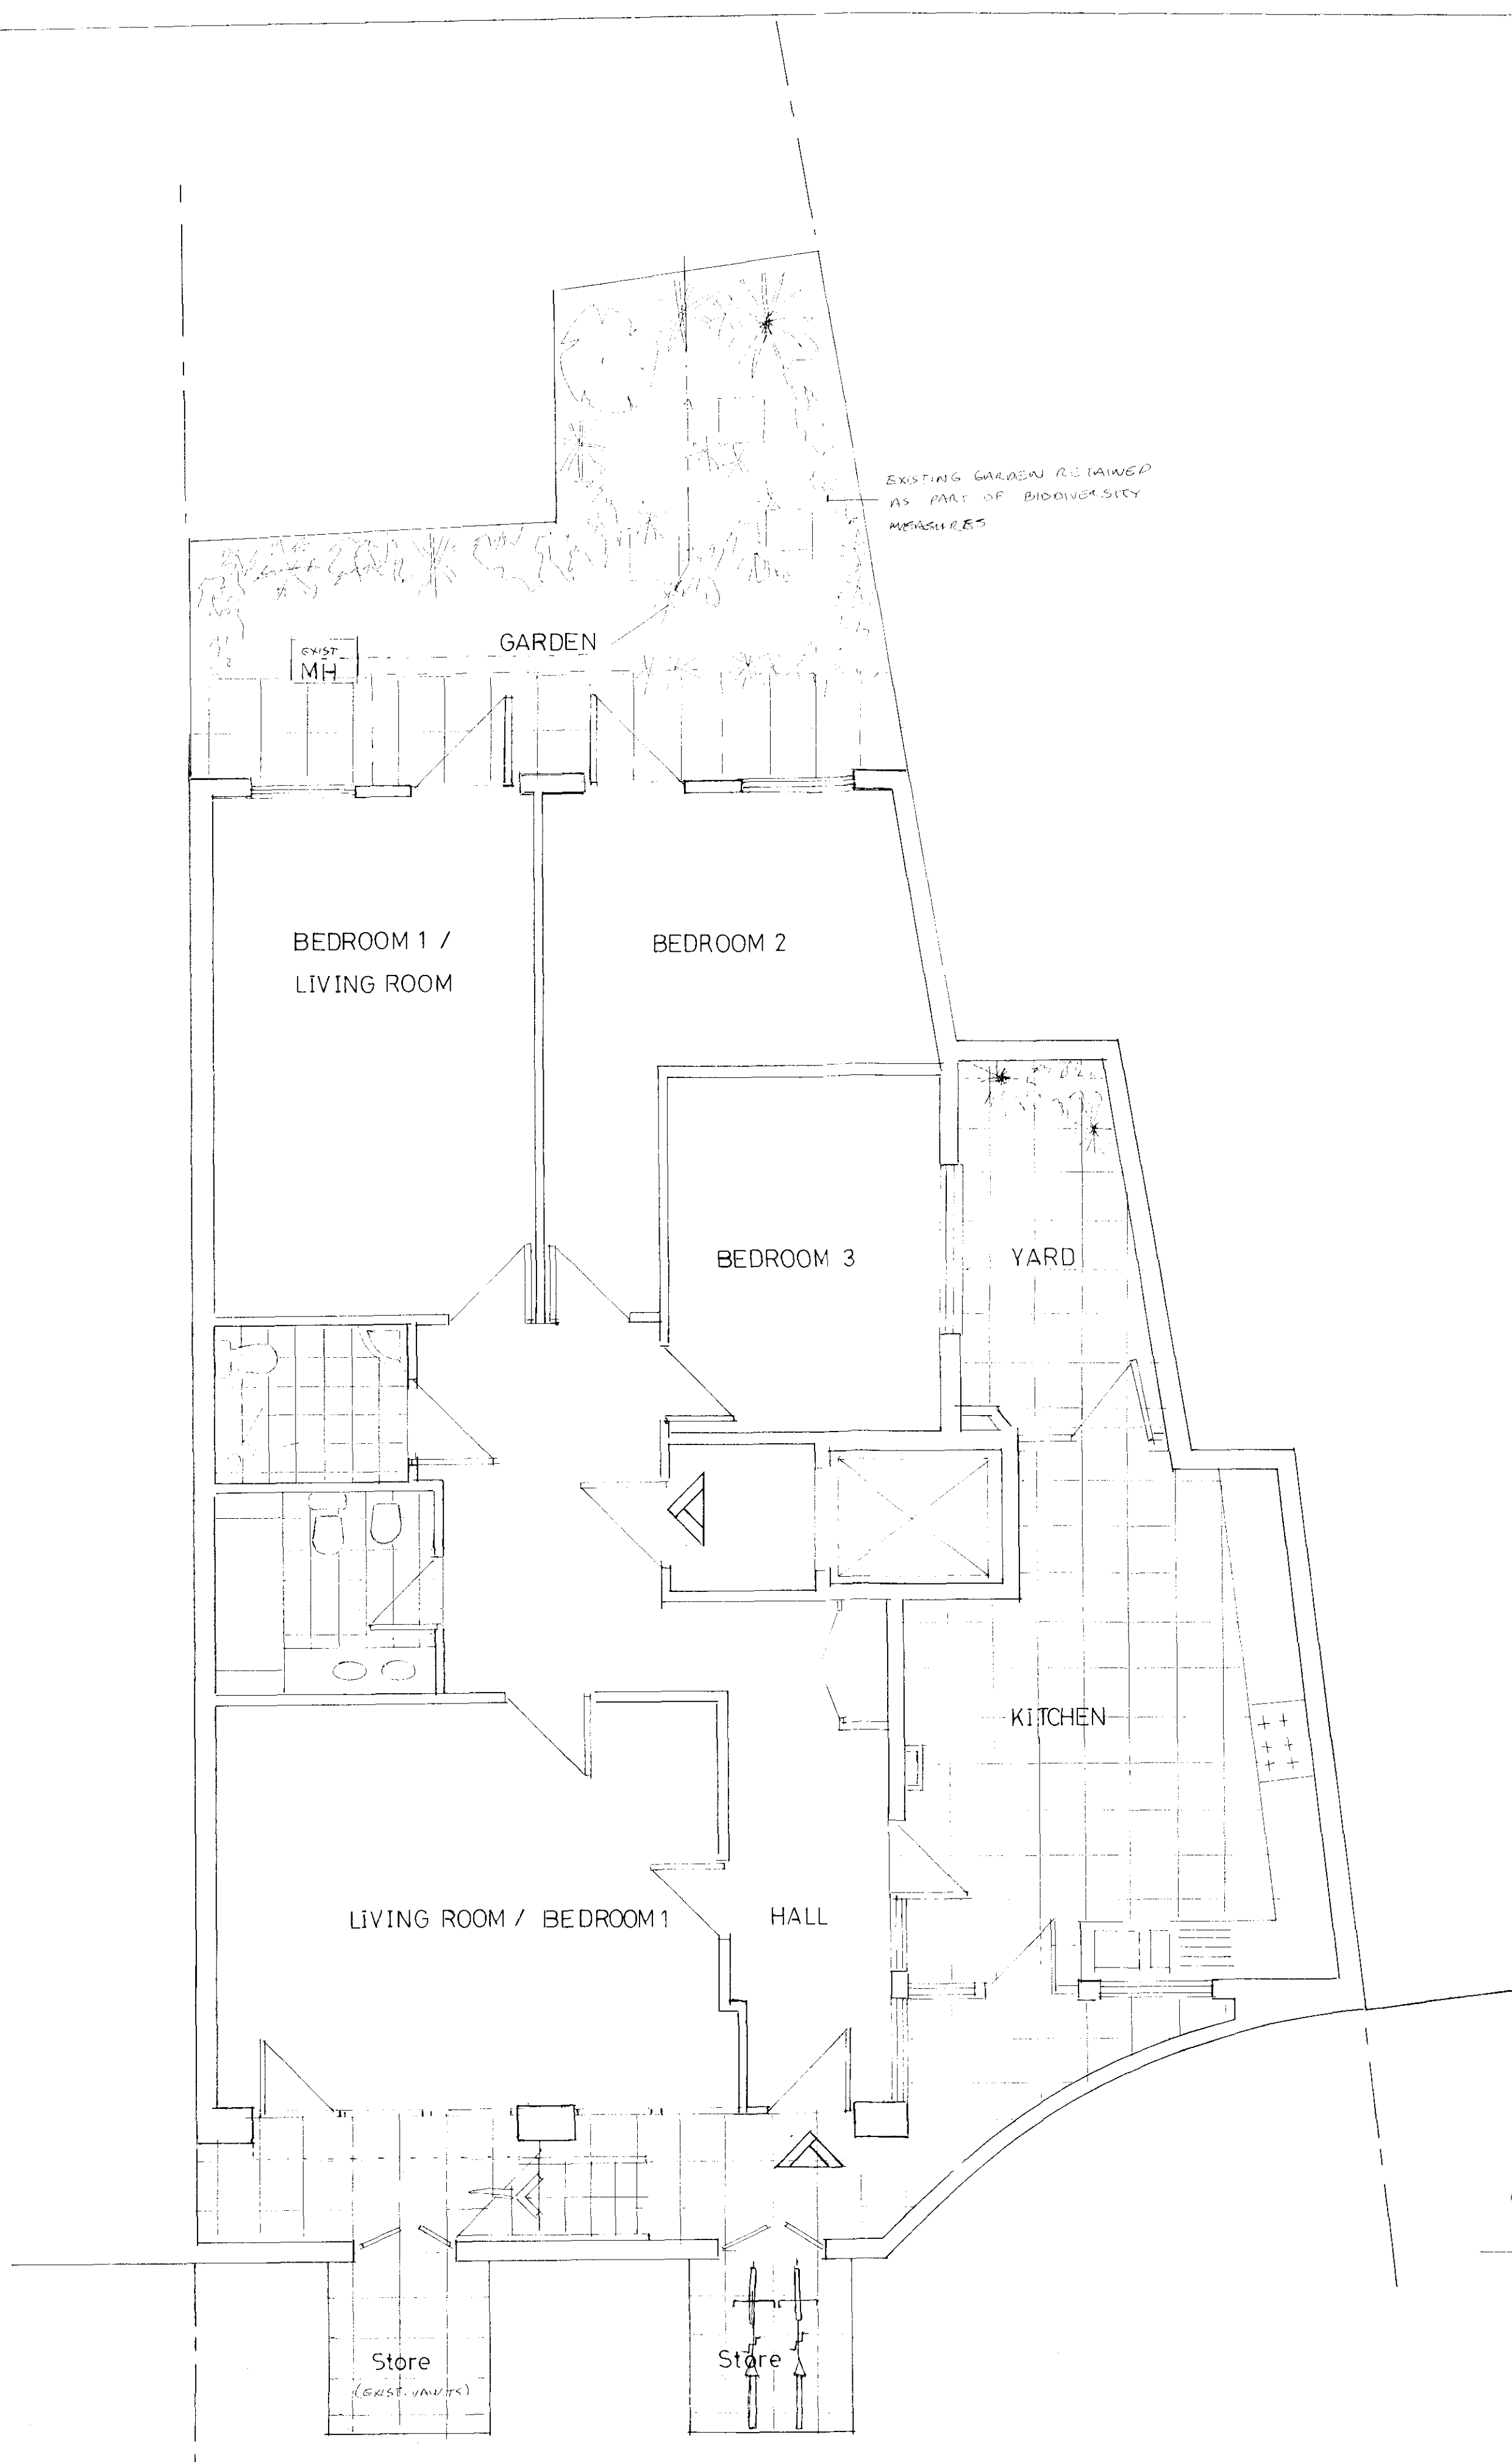 EXISTING GARDEN RETAINED
AS PART OF BIODIVERSITY
MEASURES
GARDEN
EXIST
MH
BEDROOM 1 /
LIVING ROOM
BEDROOM 2
BEDROOM 3
YARD
KITCHEN
LIVING ROOM / BEDROOM 1
HALL
Store
(EXIST. VAULTS)
Store